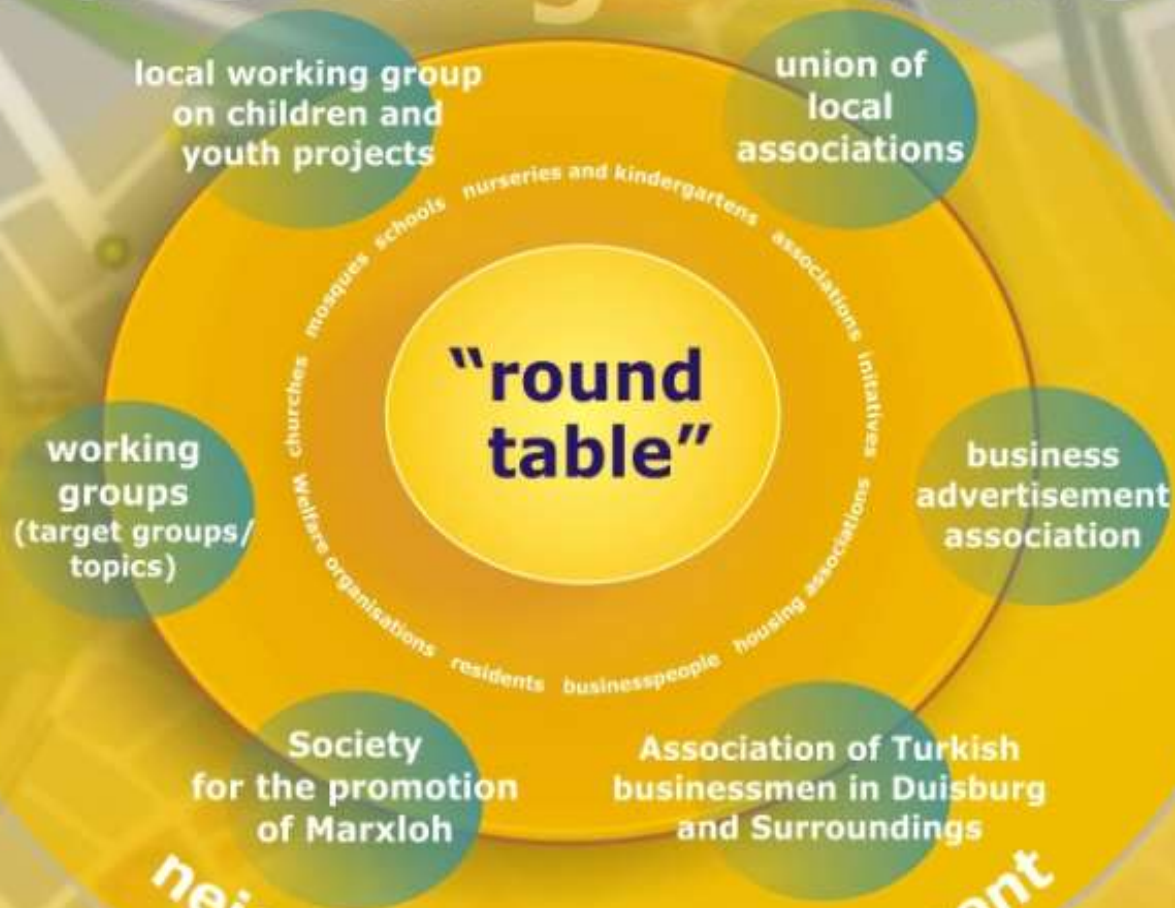 local working group
on children and
youth projects
union of
local
associations
nurseries and kindergartens
associations
initatives
housing associations
businesspeople
residents
Welfare organisations
churches
mosques
schools
"round
table"
working
groups
(target groups/
topics)
business
advertisement
association
Society
for the promotion
of Marxloh
Association of Turkish
businessmen in Duisburg
and Surroundings